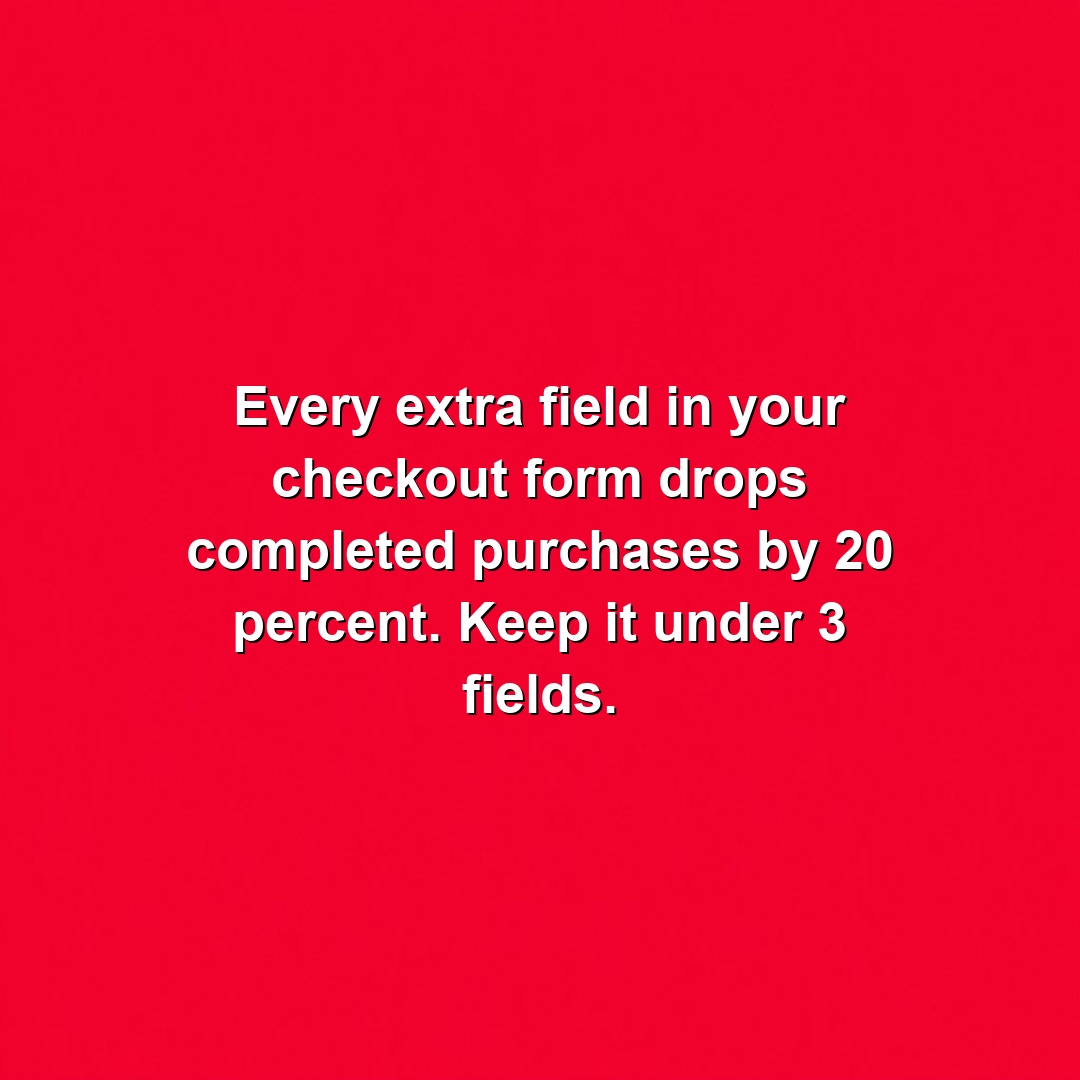 Every extra field in your
checkout form drops
completed purchases by 20
percent. Keep it under 3
fields.